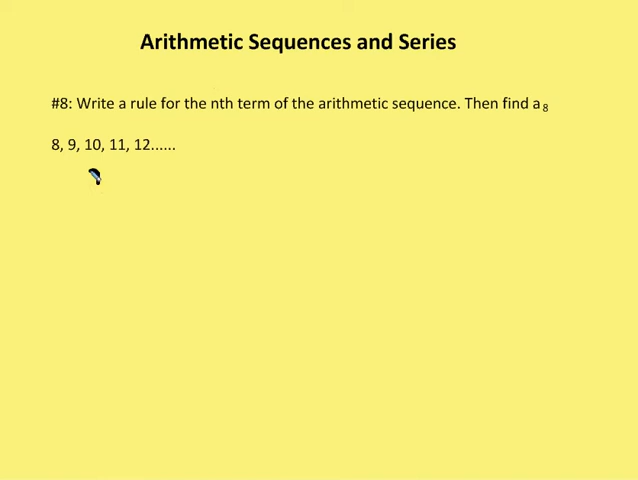 Arithmetic Sequences and Series
#8: Write a rule for the nth term of the arithmetic sequence. Then find a₈
8, 9, 10, 11, 12......